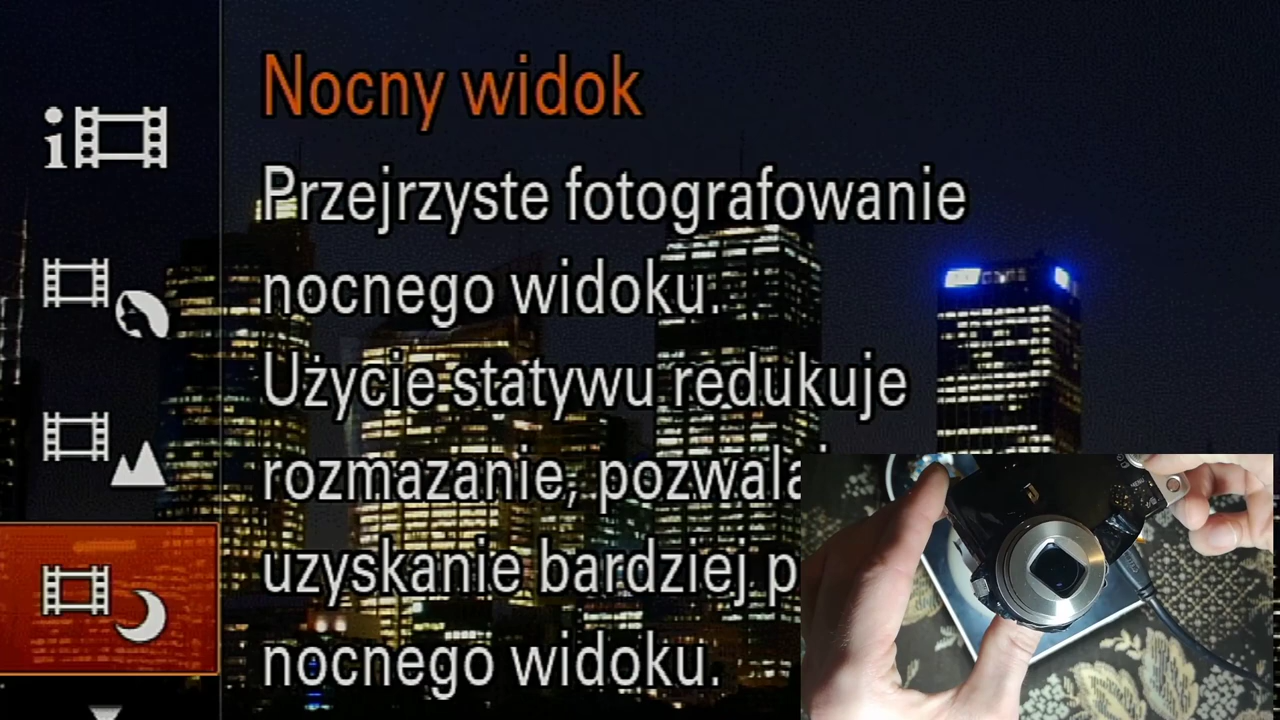 Nocny widok
Przejrzyste fotografowanie
nocnego widoku.
Użycie statywu redukuje
rozmazanie, pozwala
uzyskanie bardziej p
nocnego widoku.